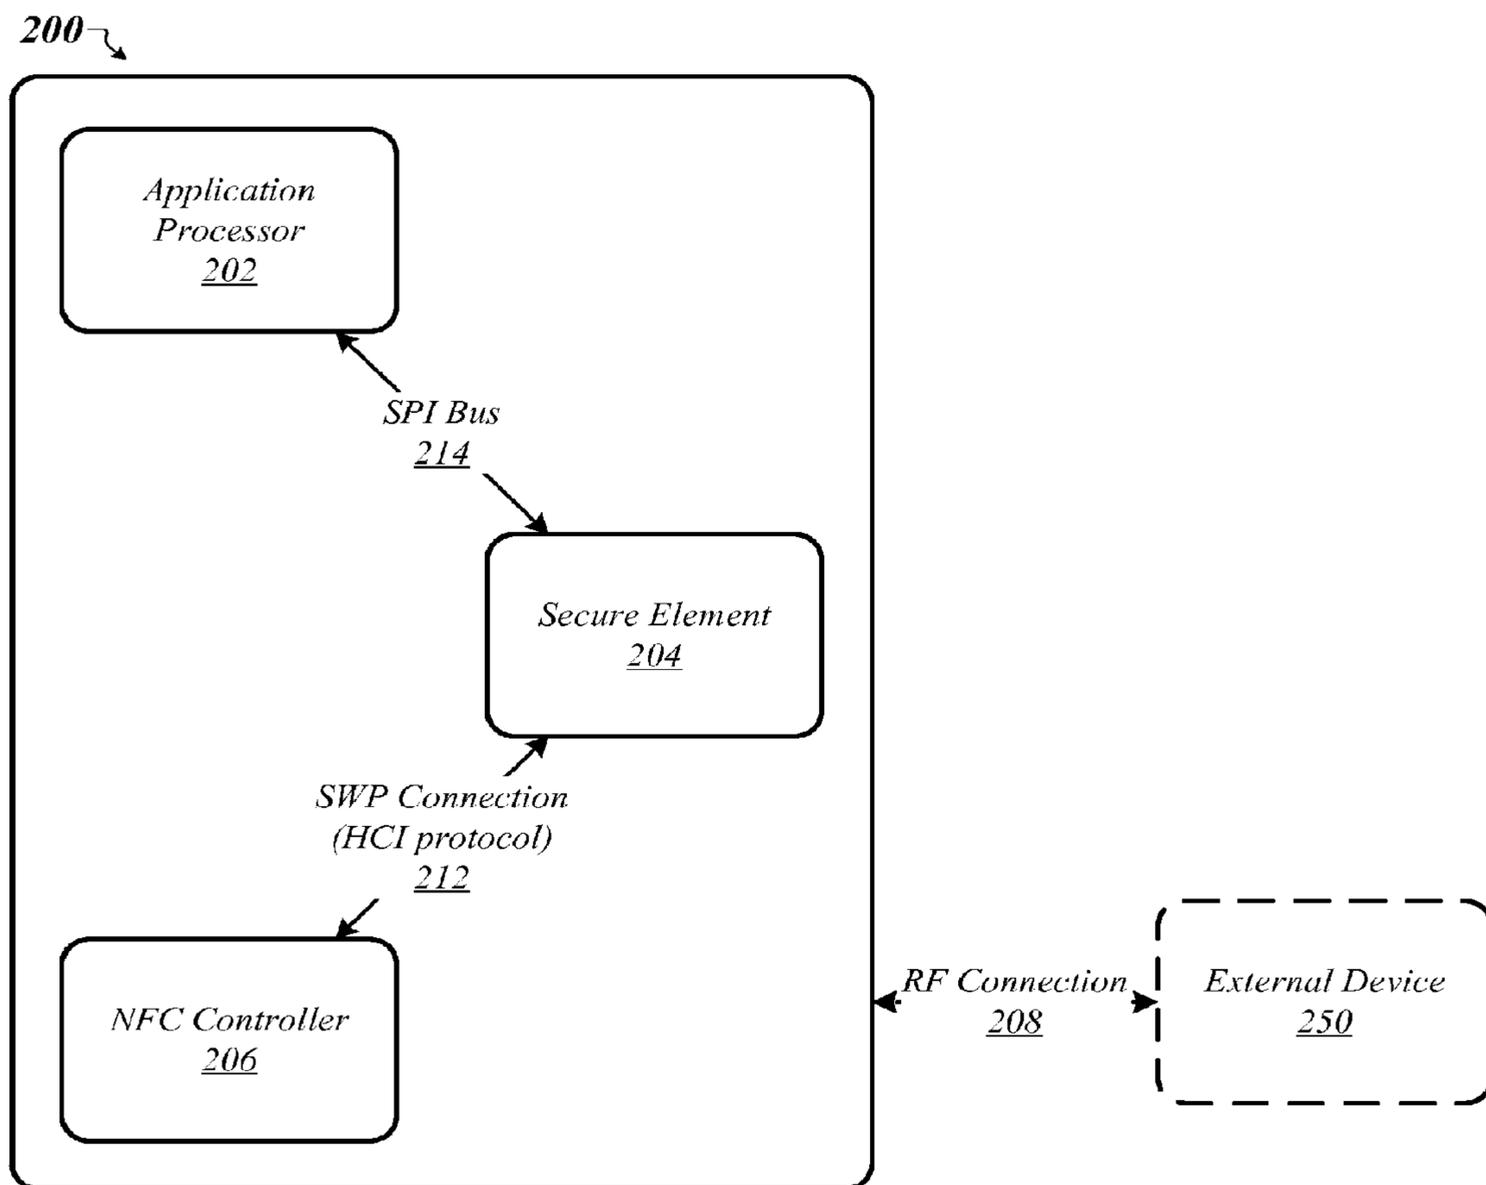 200
Application
Processor
202
SPI Bus
214
Secure Element
204
SWP Connection
(HCI protocol)
212
NFC Controller
206
RF Connection
208
External Device
250